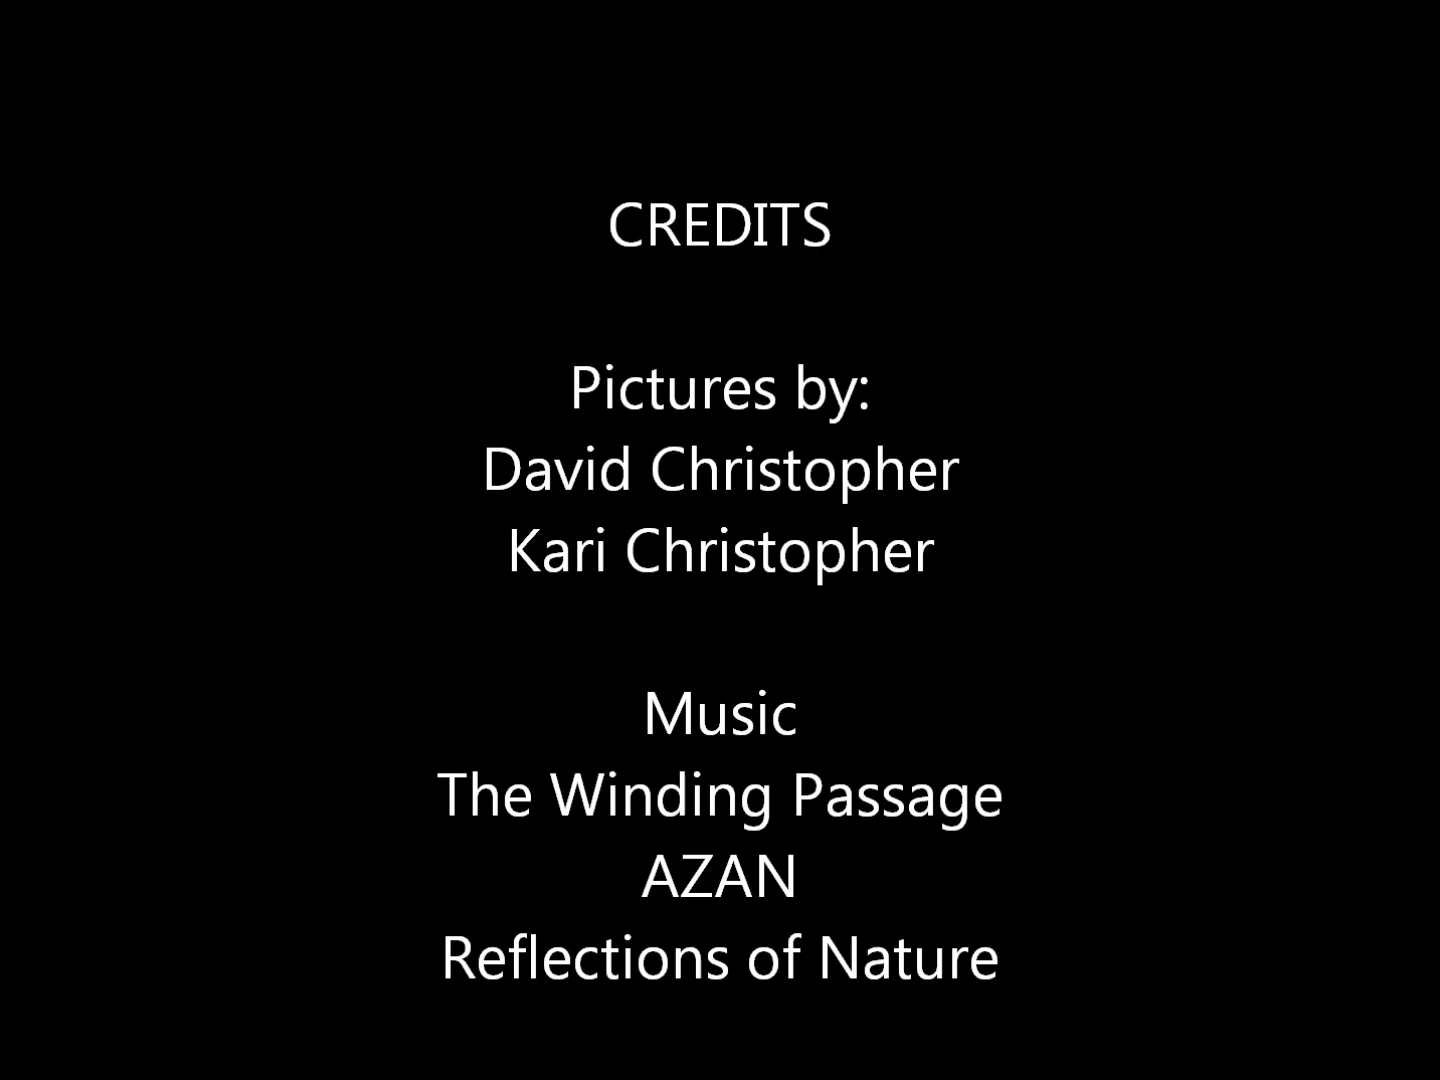 CREDITS
Pictures by:
David Christopher
Kari Christopher
Music
The Winding Passage
AZAN
Reflections of Nature